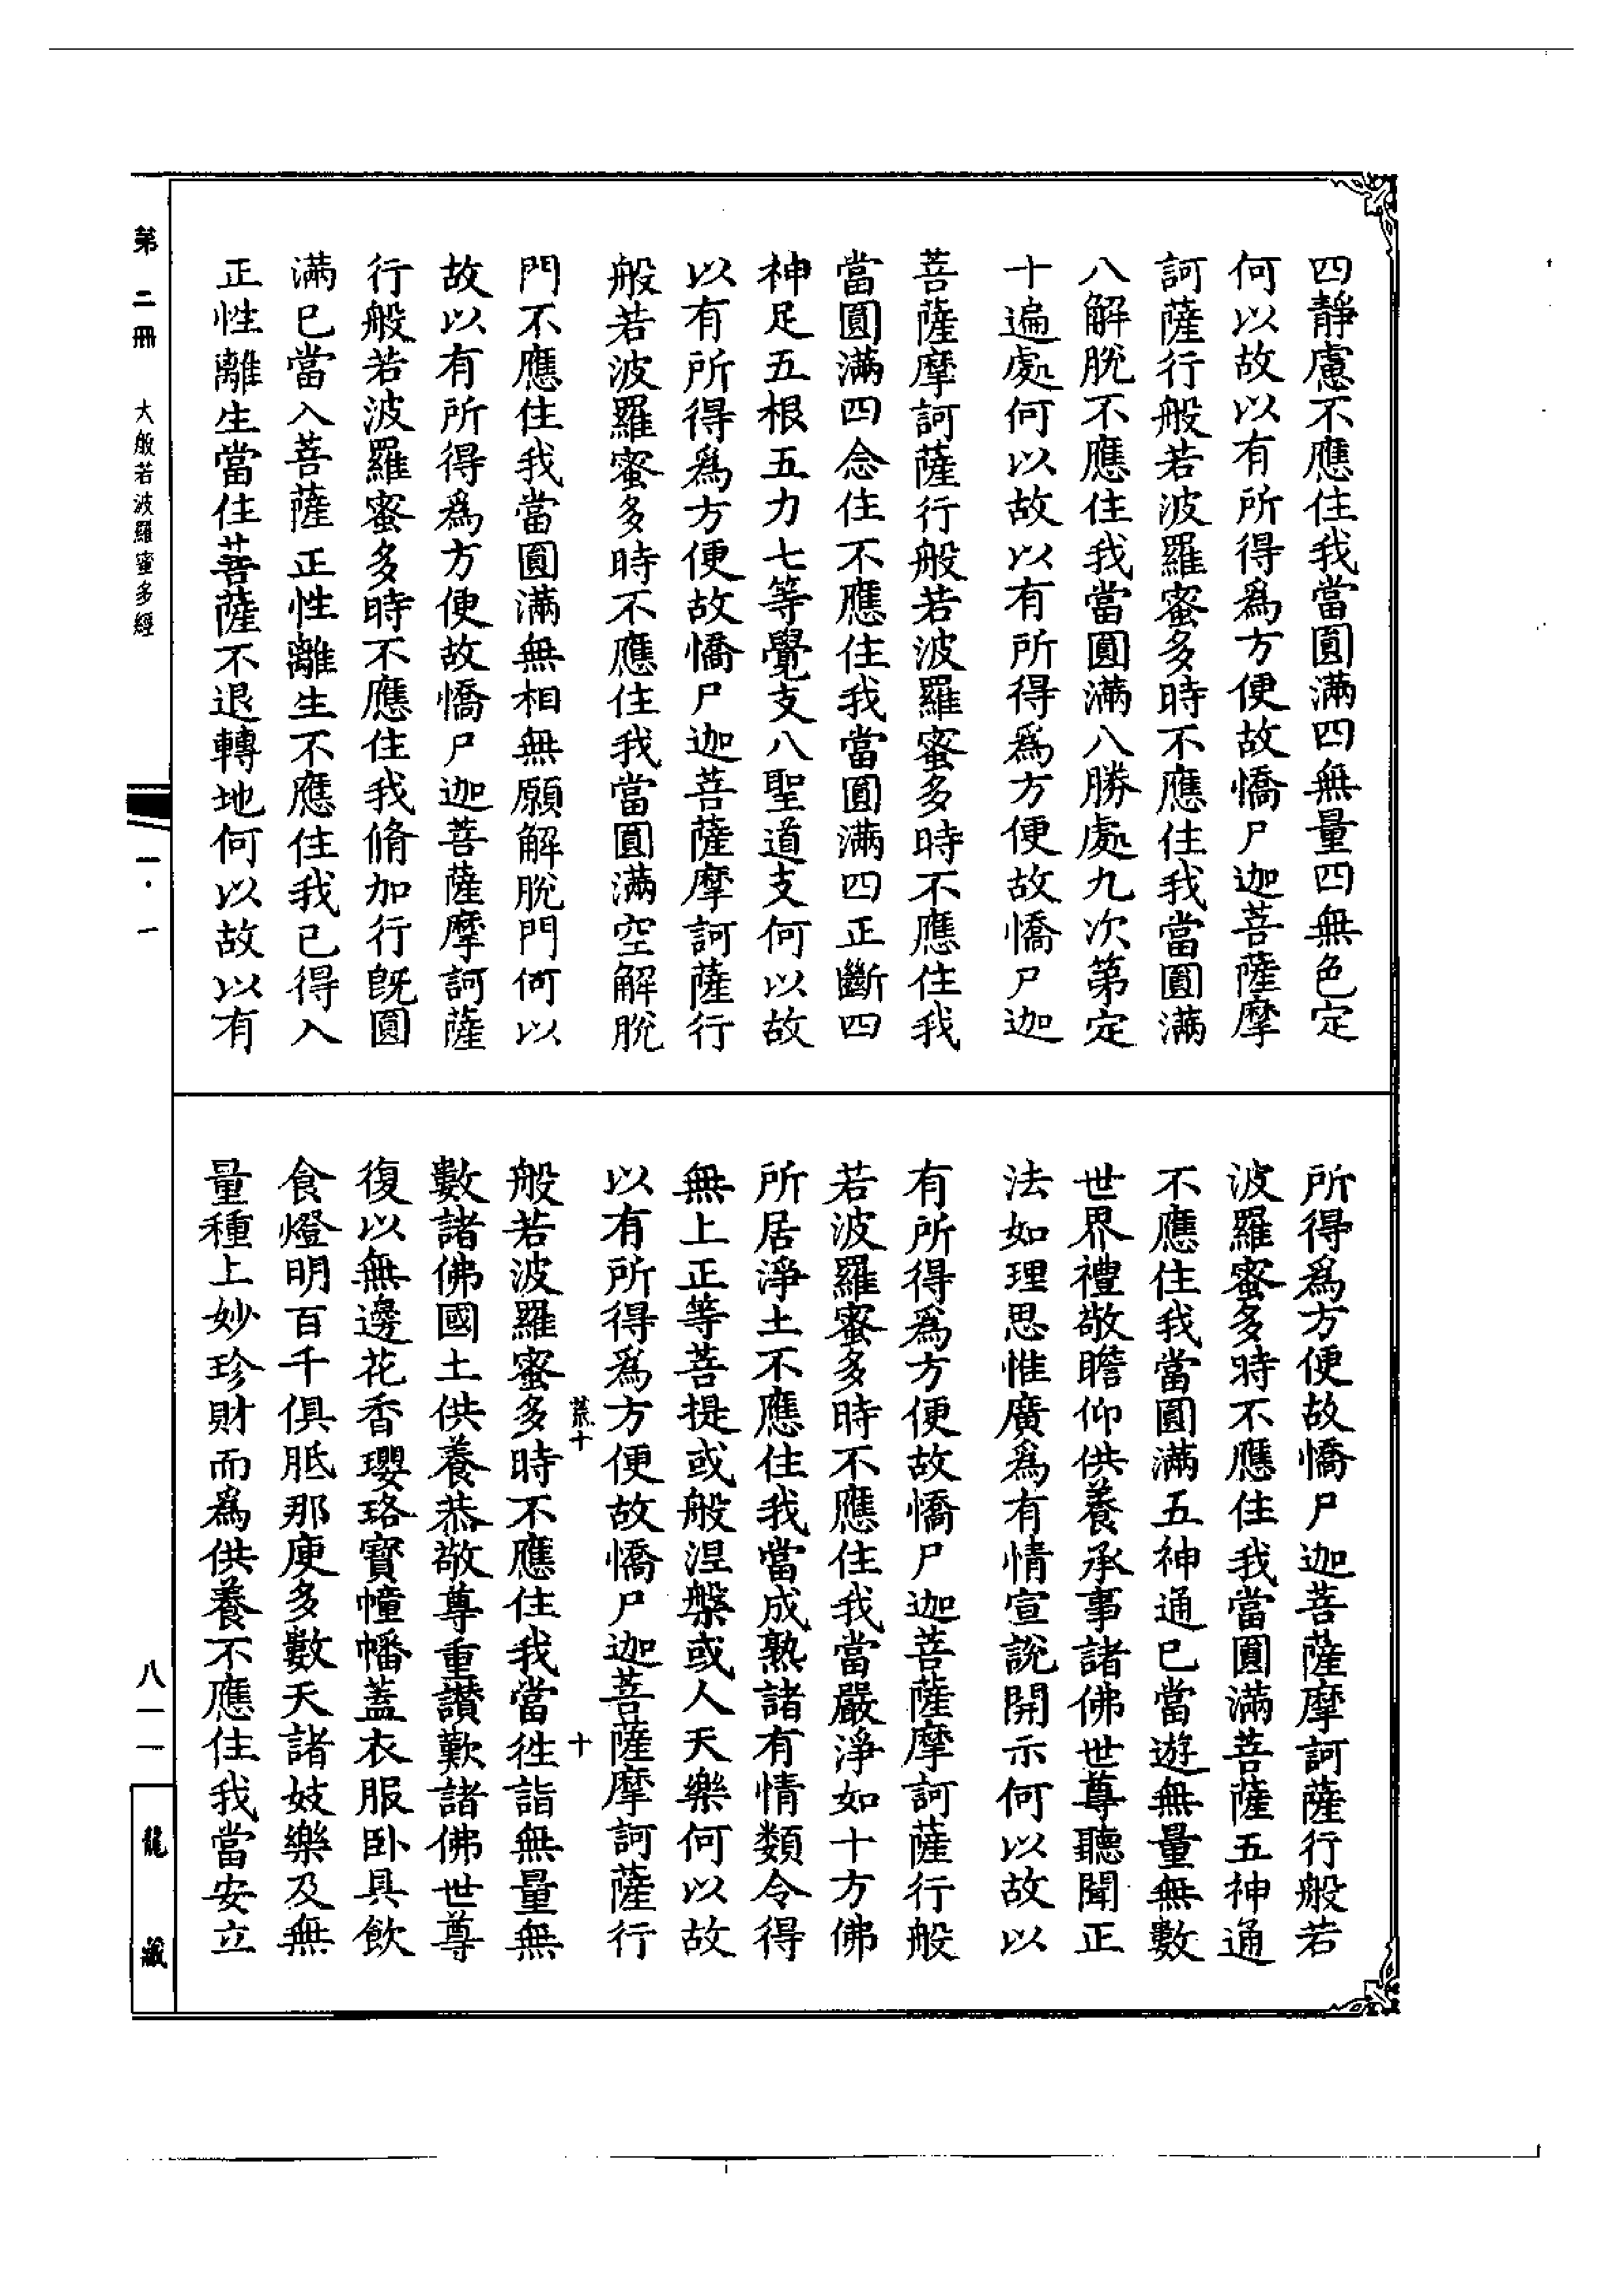 四靜慮不應住我當圓滿四無量四無色定
何以故以有所得為方便故憍尸迦菩薩摩
訶薩行般若波羅蜜多時不應住我當圓滿
八解脫不應住我當圓滿八勝處九次第定
十遍處何以故以有所得為方便故憍尸迦
菩薩摩訶薩行般若波羅蜜多時不應住我
當圓滿四念住不應住我當圓滿四正斷四
神足五根五力七等覺支八聖道支何以故
以有所得為方便故憍尸迦菩薩摩訶薩行
般若波羅蜜多時不應住我當圓滿空解脫
門不應住我當圓滿無相無願解脫門何以
故以有所得為方便故憍尸迦菩薩摩訶薩
行般若波羅蜜多時不應住我脩加行既圓
滿已當入菩薩正性離生不應住我已得入
正性離生當住菩薩不退轉地何以故以有
所得為方便故憍尸迦菩薩摩訶薩行般若
波羅蜜多時不應住我當圓滿菩薩五神通
不應住我當圓滿五神通已當遊無量無數
世界禮敬瞻仰供養承事諸佛世尊聽聞正
法如理思惟廣為有情宣說開示何以故以
有所得為方便故憍尸迦菩薩摩訶薩行般
若波羅蜜多時不應住我當嚴淨如十方佛
所居淨土不應住我當成熟諸有情類令得
無上正等菩提或般涅槃或人天樂何以故
以有所得為方便故憍尸迦菩薩摩訶薩行
荒十 十
般若波羅蜜多時不應住我當往詣無量無
數諸佛國土供養恭敬尊重讚歎諸佛世尊
復以無邊花香瓔珞寶幢幡蓋衣服臥具飲
食燈明百千俱胝那庾多數天諸妓樂及無
量種上妙珍財而為供養不應住我當安立
第二冊 大般若波羅蜜多經
一·一
八一一
龍藏